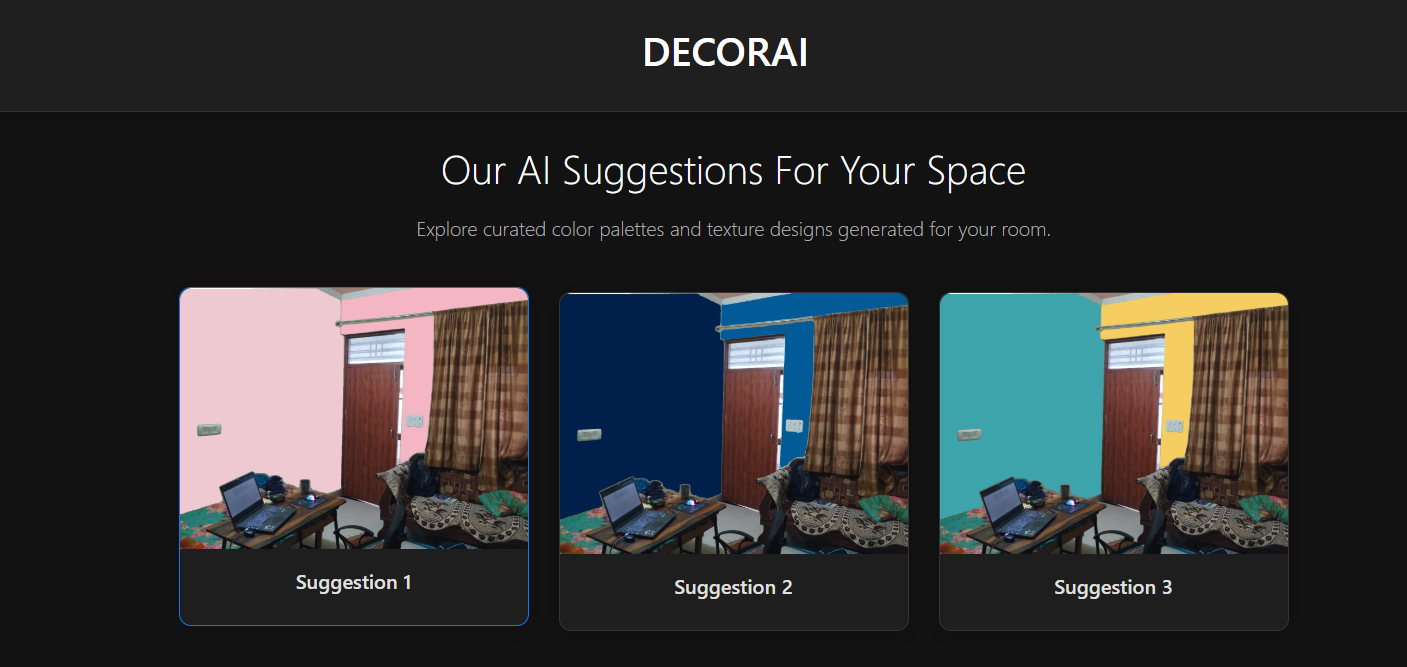 DECORAI
Our AI Suggestions For Your Space
Explore curated color palettes and texture designs generated for your room.
Suggestion 1
Suggestion 2
Suggestion 3